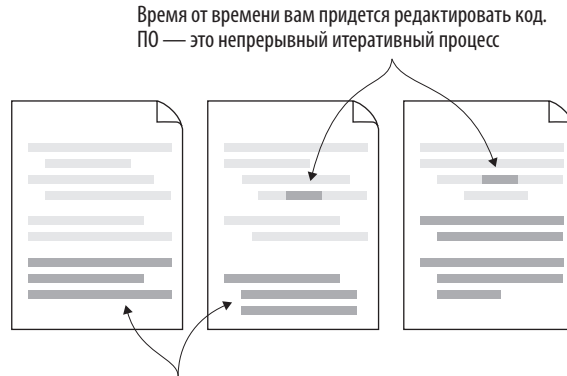 Время от времени вам придется редактировать код.
ПО — это непрерывный итеративный процесс